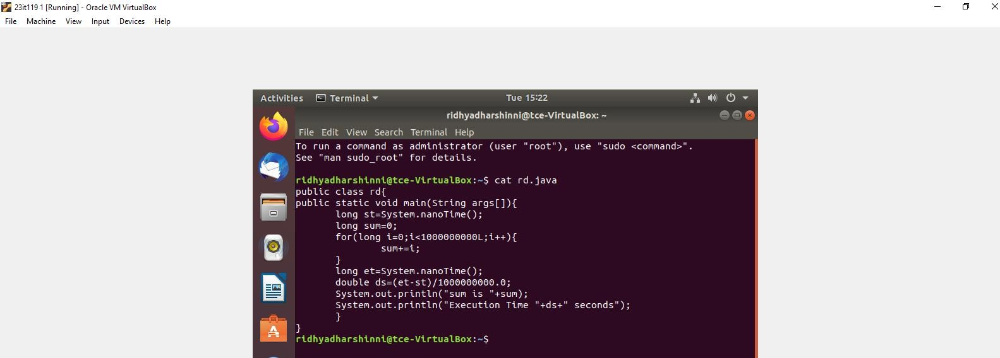 23it119 1 [Running] - Oracle VM VirtualBox
File Machine View Input Devices Help
Activities Terminal Tue 15:22
ridhyadharshinni@tce-VirtualBox: ~
File Edit View Search Terminal Help
To run a command as administrator (user "root"), use "sudo <command>".
See "man sudo_root" for details.
ridhyadharshinni@tce-VirtualBox:~$ cat rd.java
public class rd{
public static void main(String args[]){
long st=System.nanoTime();
long sum=0;
for(long i=0;i<1000000000L;i++){
sum+=i;
}
long et=System.nanoTime();
double ds=(et-st)/1000000000.0;
System.out.println("sum is "+sum);
System.out.println("Execution Time "+ds+" seconds");
}
}
ridhyadharshinni@tce-VirtualBox:~$